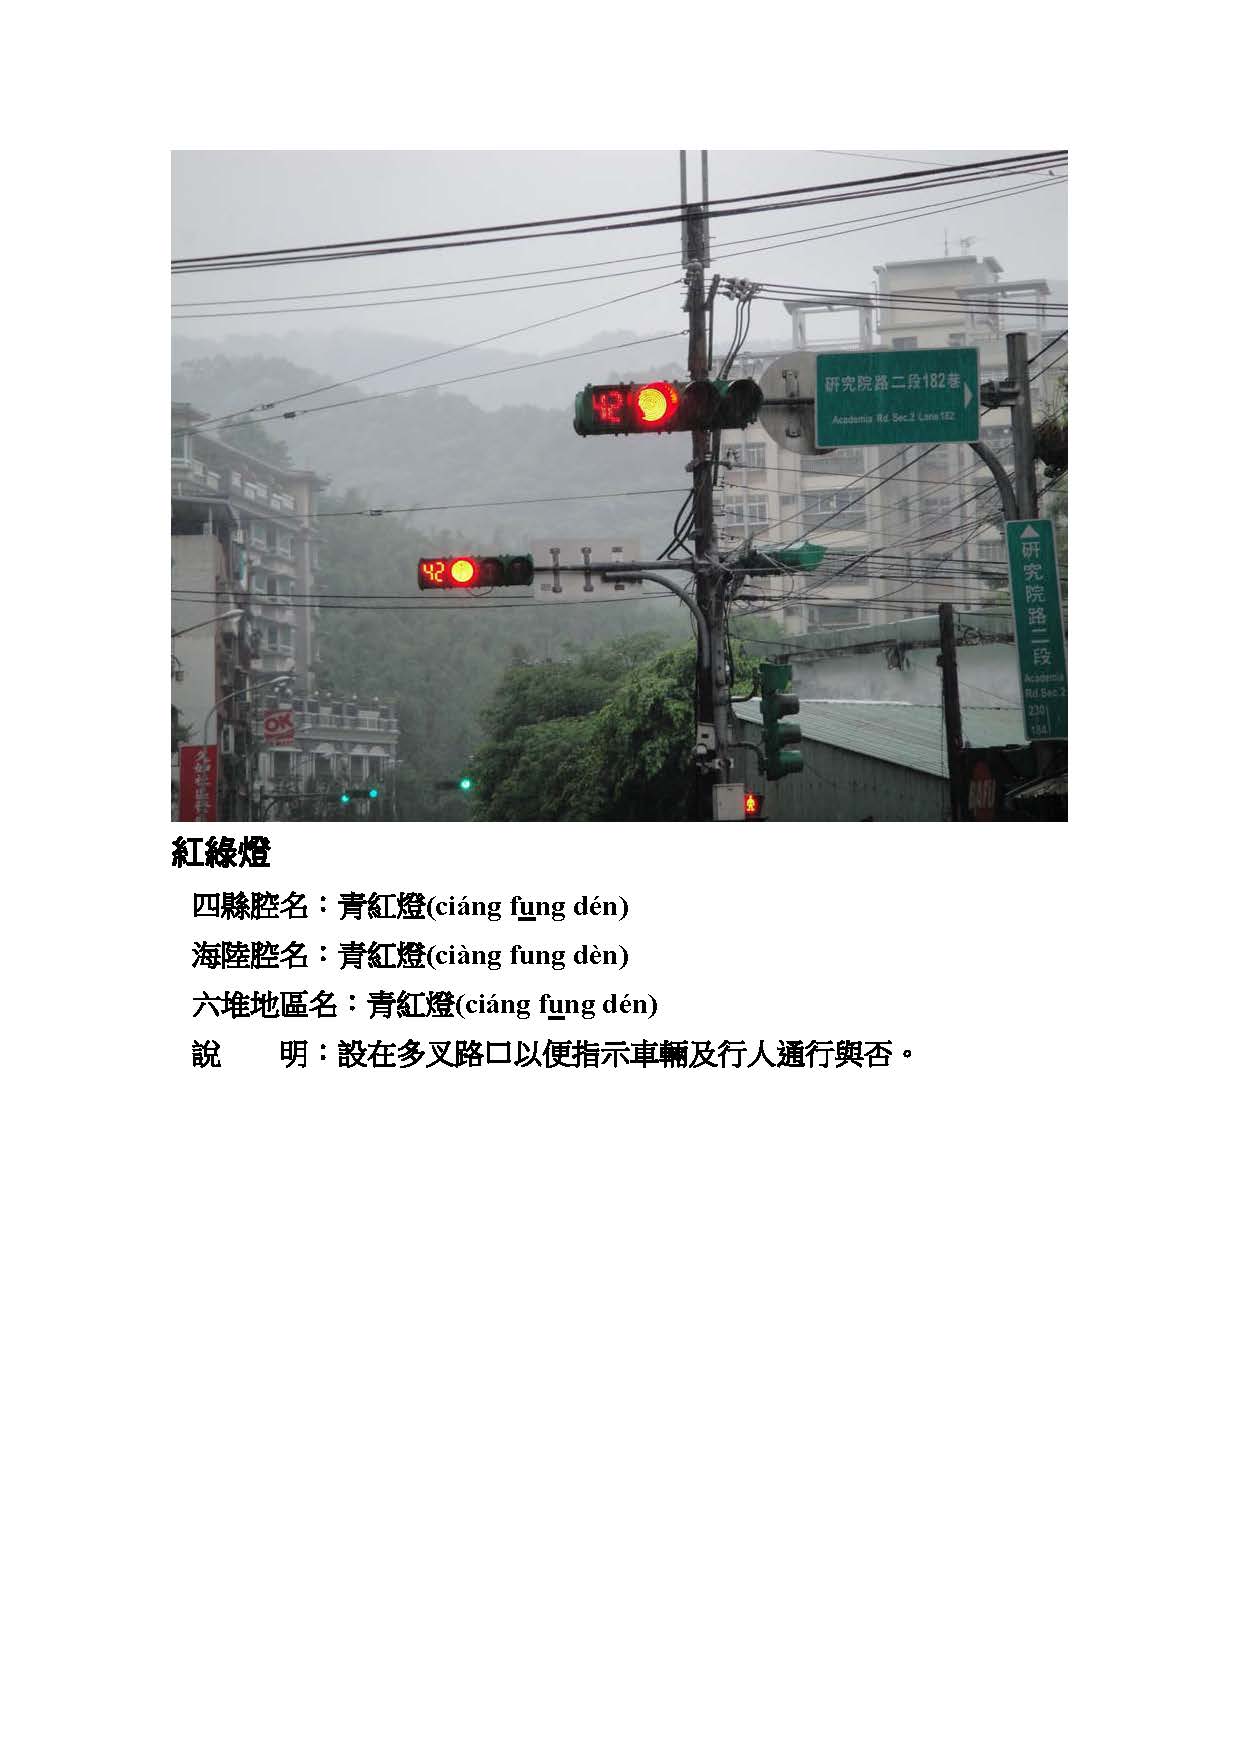 42
研究院路二段182巷
Academia Rd. Sec.2 Lane 182
42
研究院路二段
Academia
Rd. Sec.2
230
184
OK
紅綠燈
四縣腔名：青紅燈(ciáng fung dén)
海陸腔名：青紅燈(ciàng fung dèn)
六堆地區名：青紅燈(ciáng fung dén)
說　　明：設在多叉路口以便指示車輛及行人通行與否。